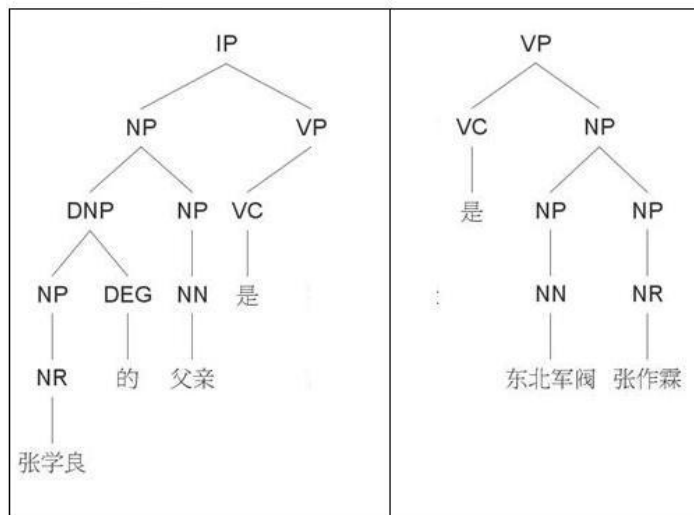 IP VP
NP VP VC NP
DNP NP VC 是 NP NP
NP DEG NN 是 : NN NR
NR 的 父亲 东北军阀 张作霖
张学良